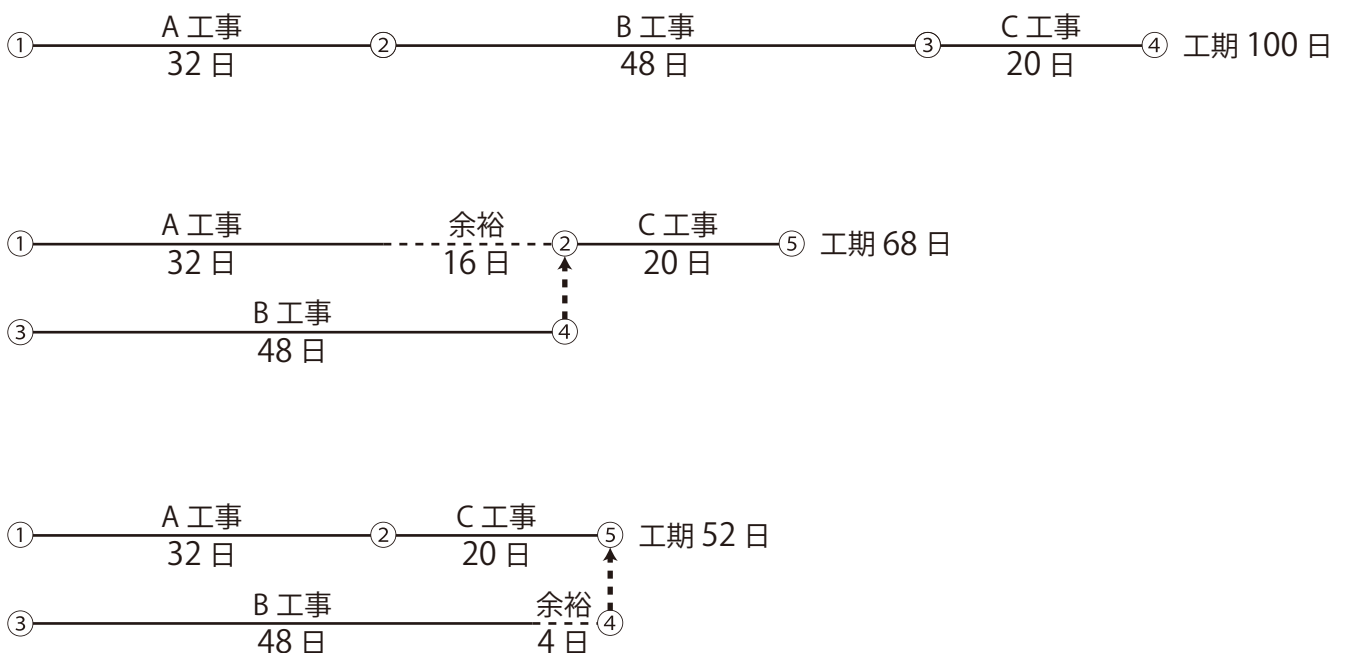 A 工事 B 工事 C 工事
① ② ③ ④ 工期 100 日
32 日 48 日 20 日
A 工事 余裕 C 工事
① ② ⑤ 工期 68 日
32 日 16 日 20 日
B 工事
③ ④
48 日
A 工事 C 工事
① ② ⑤ 工期 52 日
32 日 20 日
B 工事 余裕
③ ④
48 日 4 日